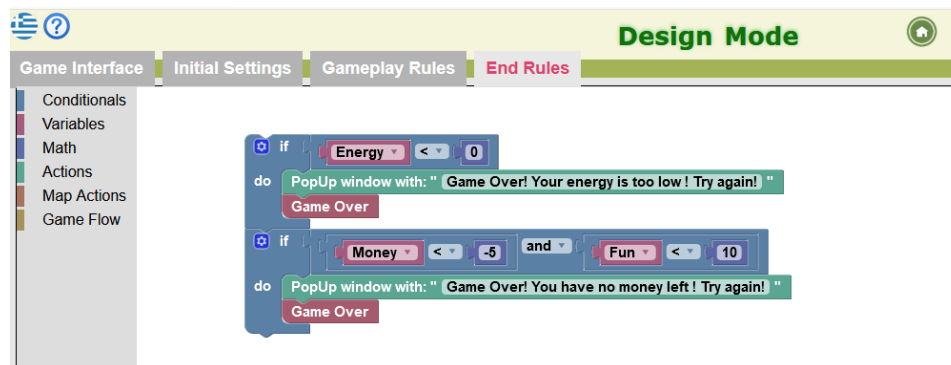 ?
Design Mode
Game Interface Initial Settings Gameplay Rules End Rules
Conditionals
Variables
Math
Actions
Map Actions
Game Flow
if Energy < 0
do PopUp window with: " Game Over! Your energy is too low ! Try again! "
Game Over
if Money < -5 and Fun < 10
do PopUp window with: " Game Over! You have no money left ! Try again! "
Game Over